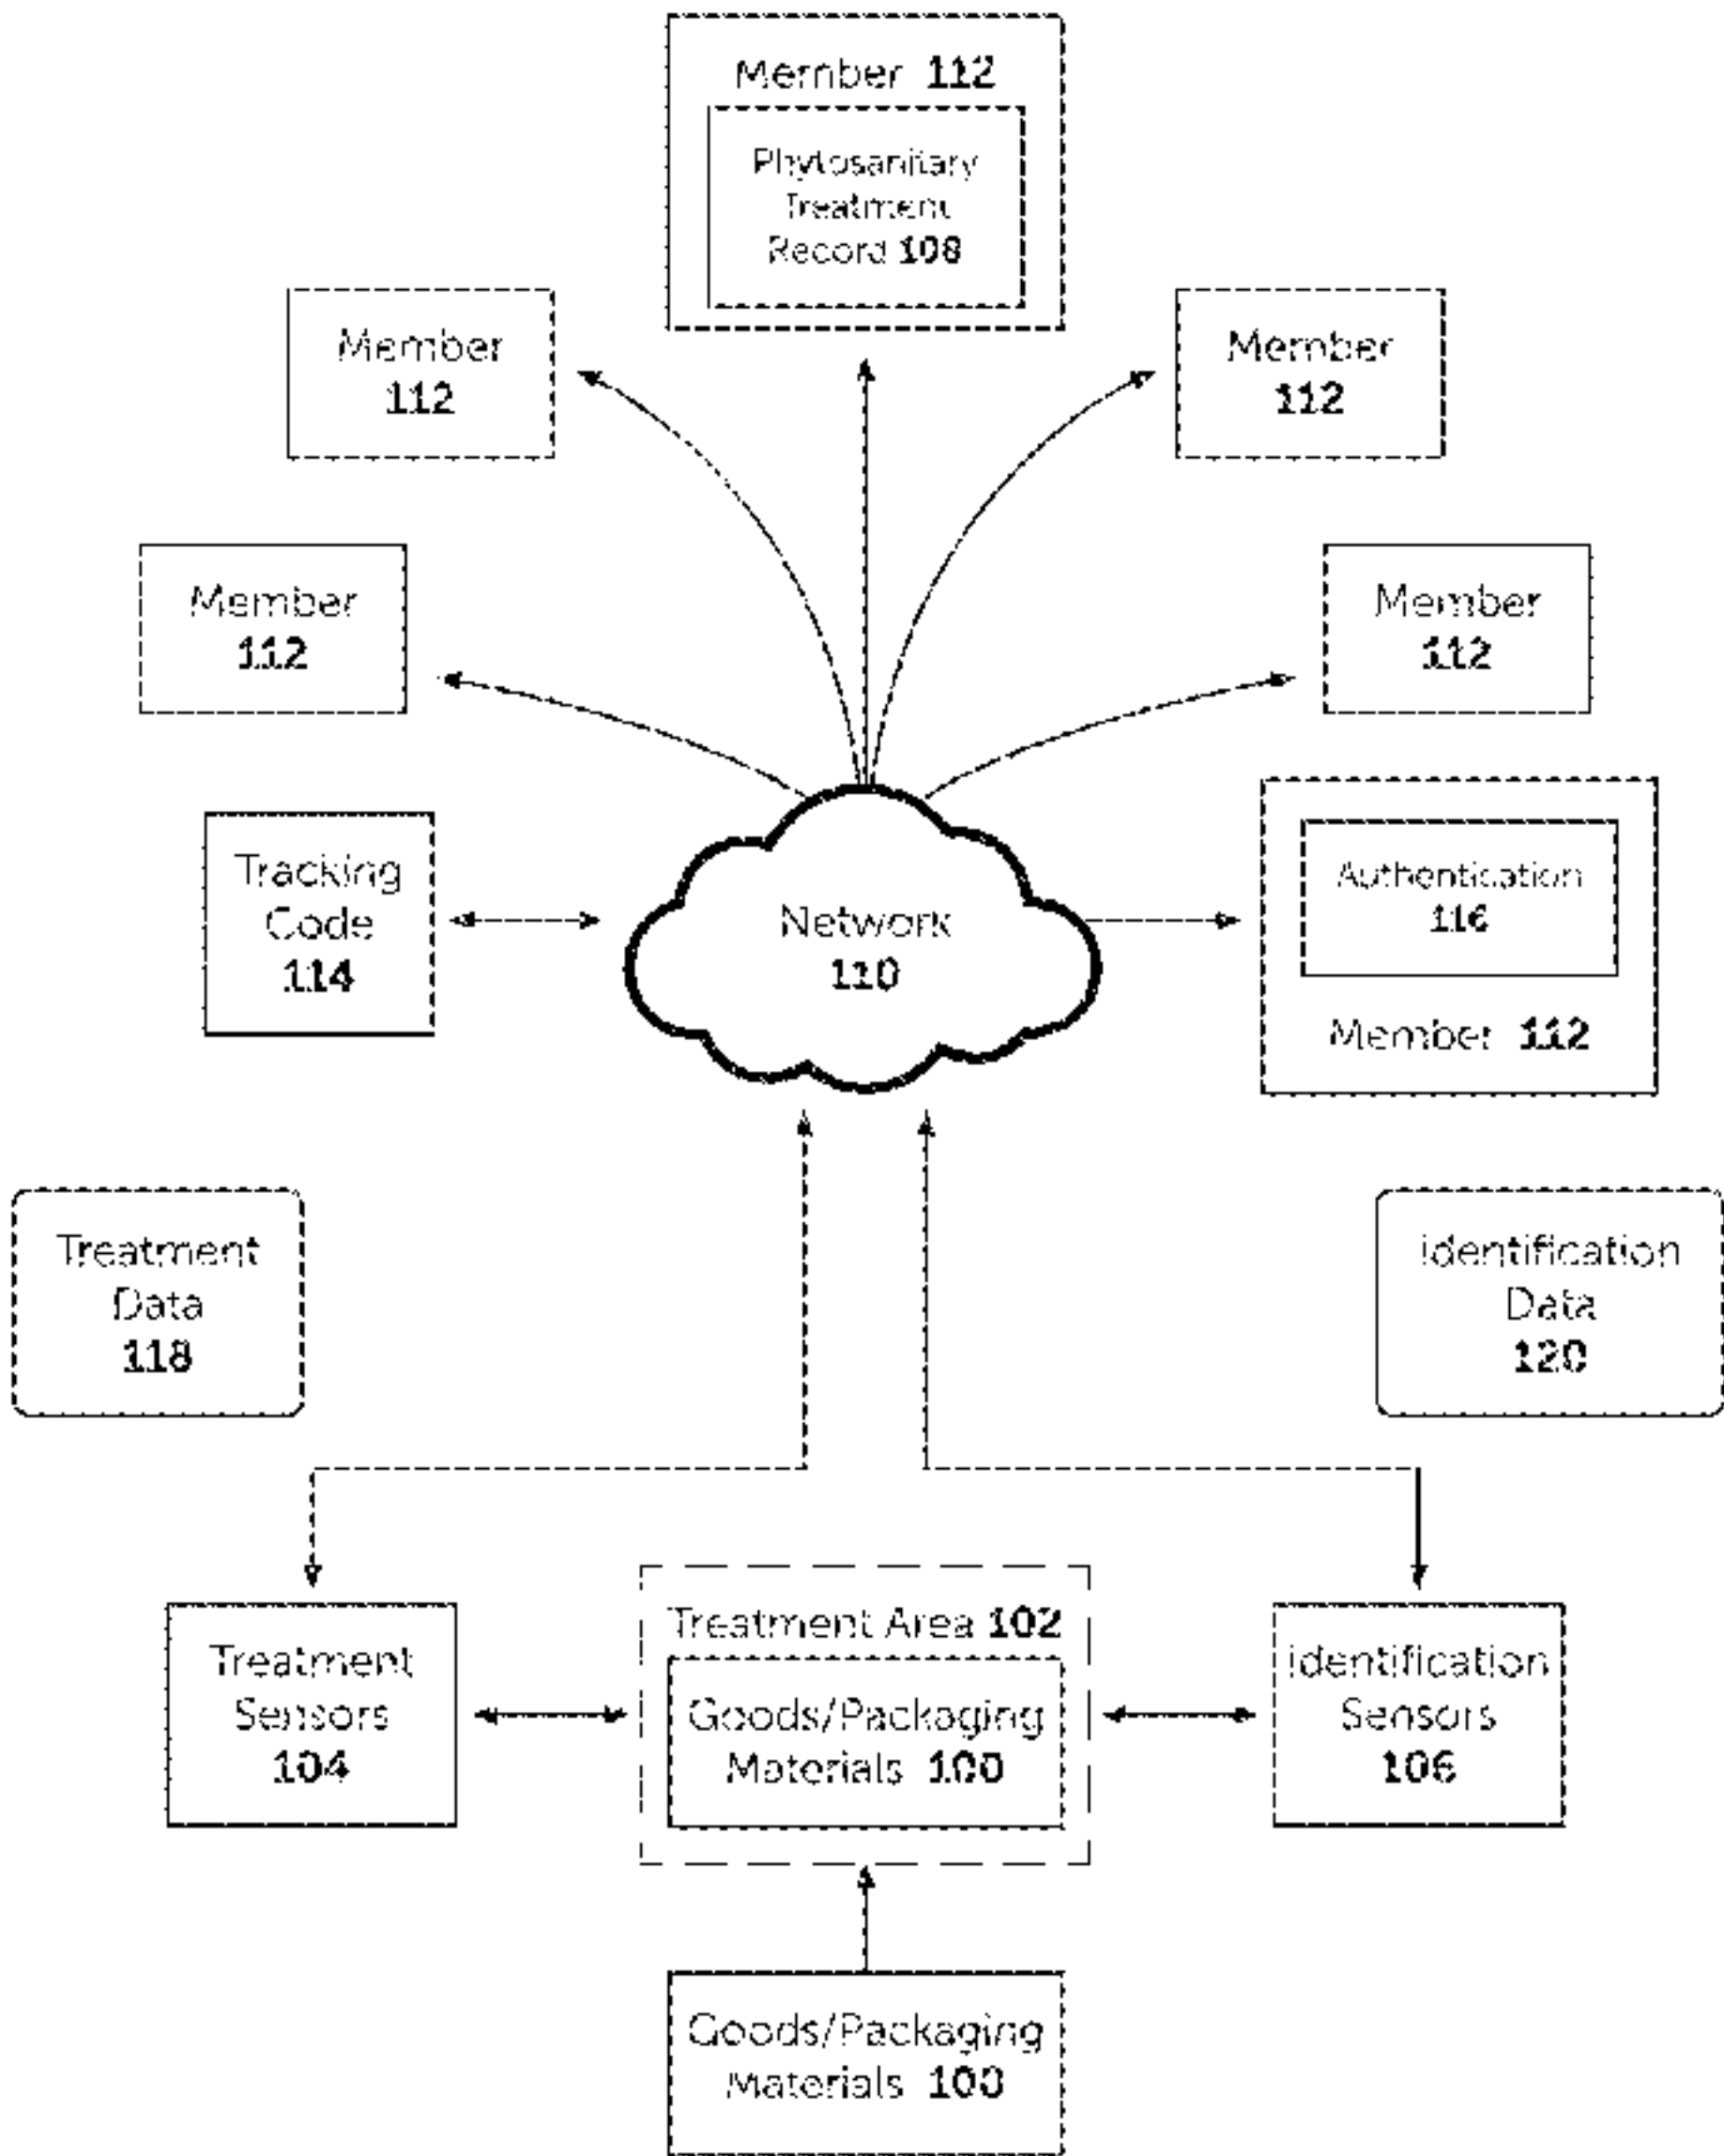 Member 112
Phytosanitary
Treatment
Record 108
Member
112
Member
112
Member
112
Member
112
Tracking
Code
114
Network
110
Authentication
116
Member 112
Treatment
Data
118
Identification
Data
120
Treatment
Sensors
104
Treatment Area 102
Goods/Packaging
Materials 100
Identification
Sensors
106
Goods/Packaging
Materials 100